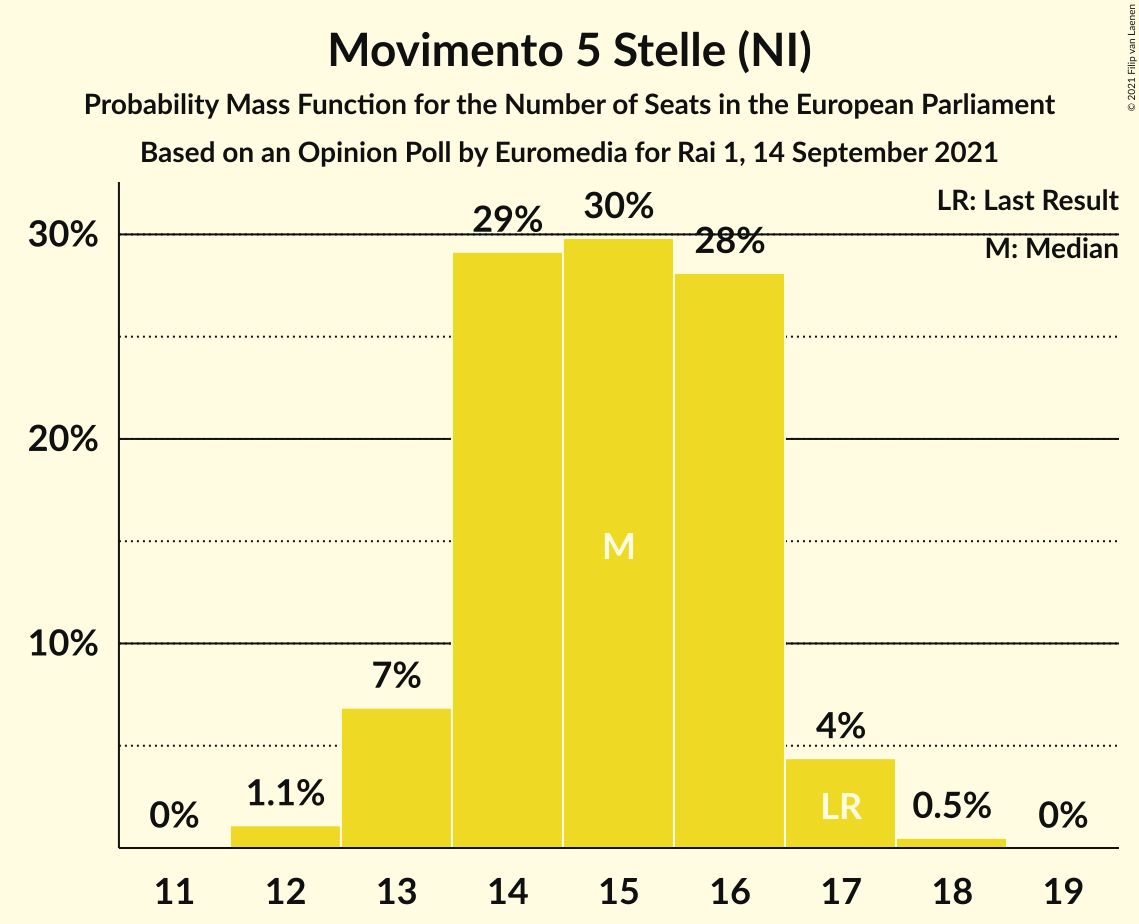 Movimento 5 Stelle (NI)
Probability Mass Function for the Number of Seats in the European Parliament
Based on an Opinion Poll by Euromedia for Rai 1, 14 September 2021
© 2021 Filip van Laenen
LR: Last Result
M: Median
30%
20%
10%
0%
1.1%
7%
29%
30%
28%
4%
0.5%
0%
M
LR
11 12 13 14 15 16 17 18 19